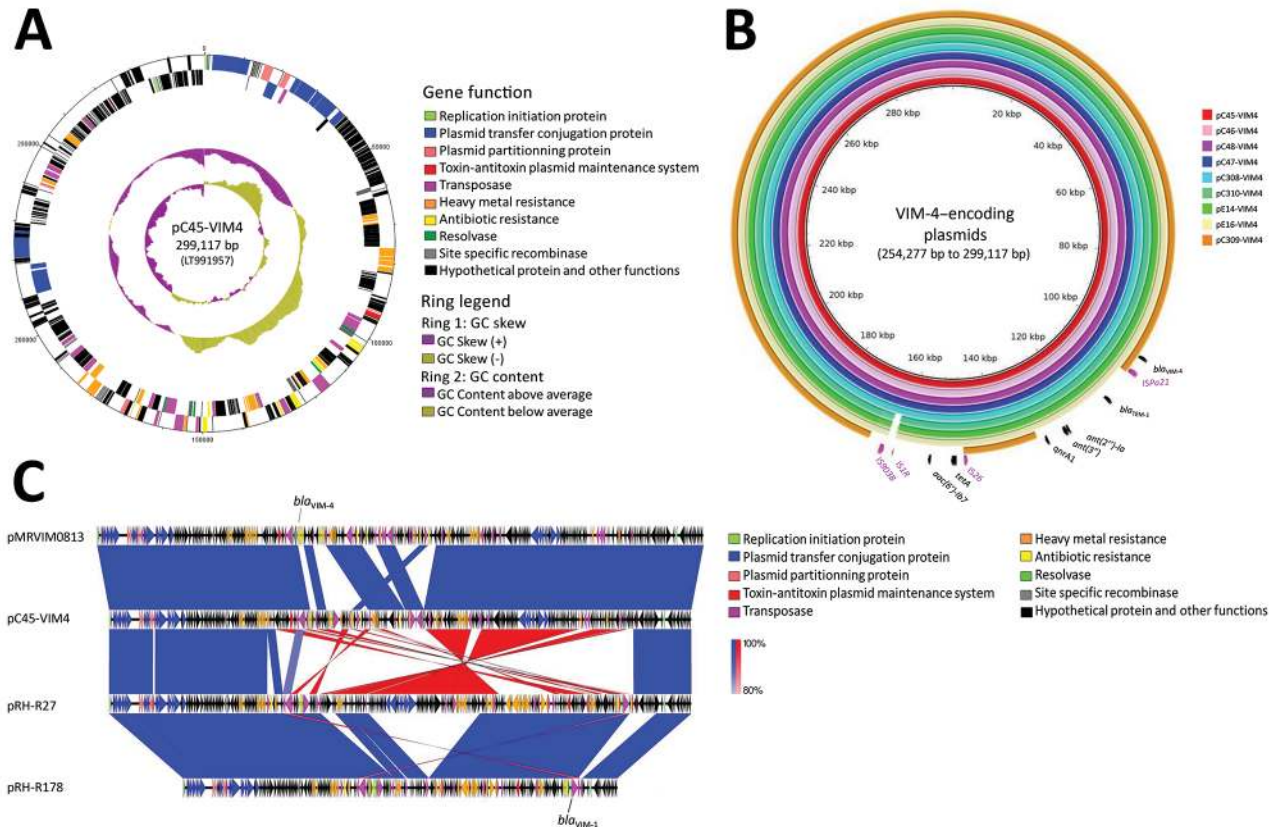 A
0
50000
100000
150000
200000
250000
pC45-VIM4
299,117 bp
(LT991957)
Gene function
Replication initiation protein
Plasmid transfer conjugation protein
Plasmid partitionning protein
Toxin-antitoxin plasmid maintenance system
Transposase
Heavy metal resistance
Antibiotic resistance
Resolvase
Site specific recombinase
Hypothetical protein and other functions
Ring legend
Ring 1: GC skew
GC Skew (+)
GC Skew (-)
Ring 2: GC content
GC Content above average
GC Content below average
B
20 kbp
40 kbp
60 kbp
80 kbp
100 kbp
120 kbp
140 kbp
160 kbp
180 kbp
200 kbp
220 kbp
240 kbp
260 kbp
280 kbp
VIM-4–encoding
plasmids
(254,277 bp to 299,117 bp)
blaVIM-4
ISPa21
blaTEM-1
ant(2″)-Ia
ant(3″)
qnrA1
IS26
tetA
aac(6′)-Ib7
IS1R
IS903B
pC45-VIM4
pC46-VIM4
pC48-VIM4
pC47-VIM4
pC308-VIM4
pC310-VIM4
pE14-VIM4
pE16-VIM4
pC309-VIM4
C
blaVIM-4
pMRVIM0813
pC45-VIM4
pRH-R27
pRH-R178
blaVIM-1
Replication initiation protein
Plasmid transfer conjugation protein
Plasmid partitionning protein
Toxin-antitoxin plasmid maintenance system
Transposase
Heavy metal resistance
Antibiotic resistance
Resolvase
Site specific recombinase
Hypothetical protein and other functions
100%
80%